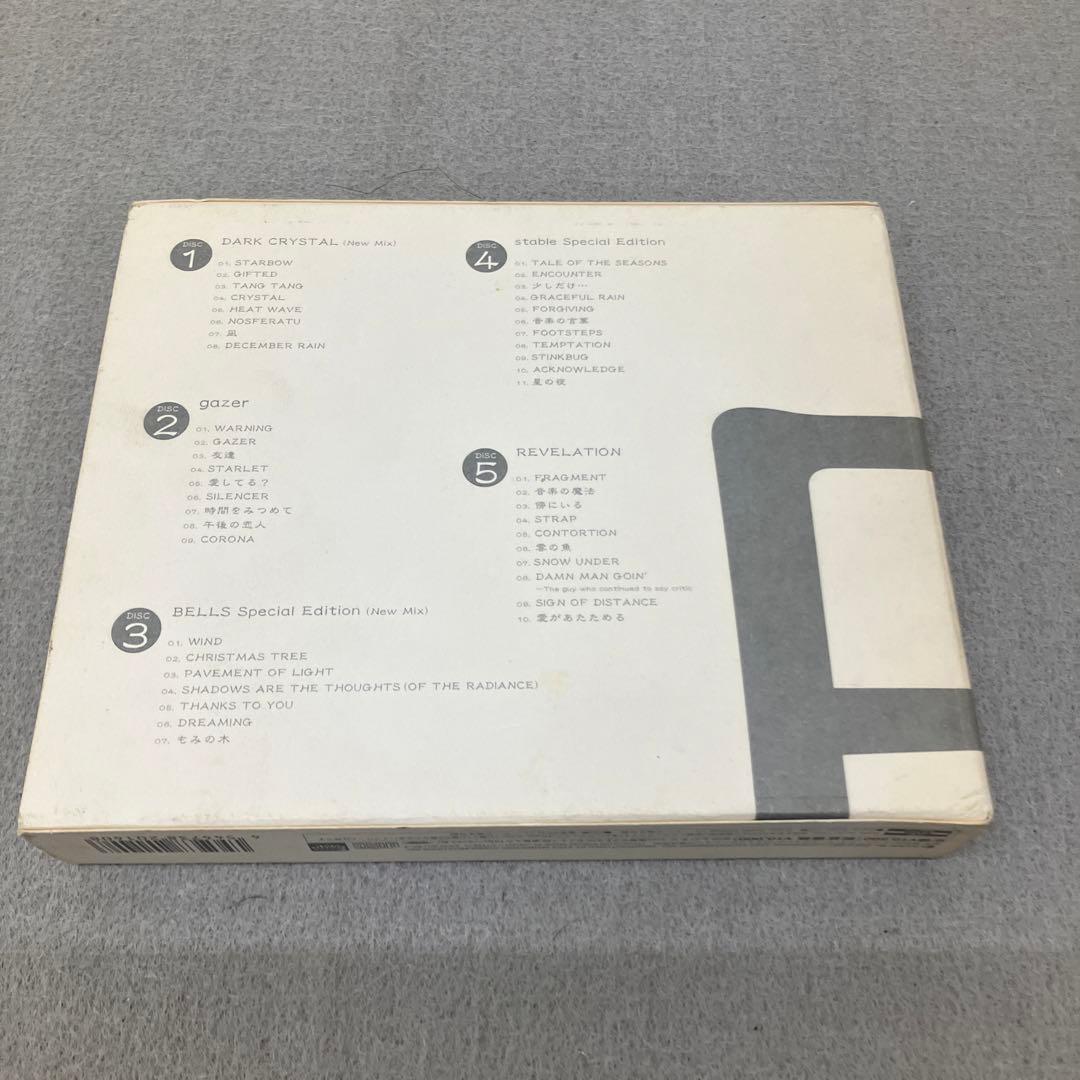 DISC 1 DARK CRYSTAL (New Mix)
01. STARBOW
02. GIFTED
03. TANG TANG
04. CRYSTAL
05. HEAT WAVE
06. NOSFERATU
07. 凪
08. DECEMBER RAIN
DISC 2 gazer
01. WARNING
02. GAZER
03. 友達
04. STARLET
05. 愛してる?
06. SILENCER
07. 時間をみつめて
08. 午後の恋人
09. CORONA
DISC 3 BELLS Special Edition (New Mix)
01. WIND
02. CHRISTMAS TREE
03. PAVEMENT OF LIGHT
04. SHADOWS ARE THE THOUGHTS (OF THE RADIANCE)
05. THANKS TO YOU
06. DREAMING
07. もみの木
DISC 4 stable Special Edition
01. TALE OF THE SEASONS
02. ENCOUNTER
03. 少しだけ…
04. GRACEFUL RAIN
05. FORGIVING
06. 音楽の言葉
07. FOOTSTEPS
08. TEMPTATION
09. STINKBUG
10. ACKNOWLEDGE
11. 星の夜
DISC 5 REVELATION
01. FRAGMENT
02. 音楽の魔法
03. 傍にいる
04. STRAP
05. CONTORTION
06. 雲の魚
07. SNOW UNDER
08. DAMN MAN GOIN'
~The guy who continued to say critic
09. SIGN OF DISTANCE
10. 愛があたためる